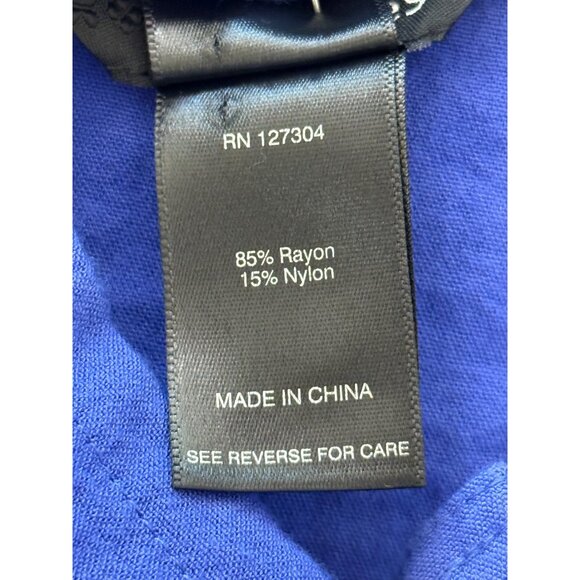 RN 127304
85% Rayon
15% Nylon
MADE IN CHINA
SEE REVERSE FOR CARE